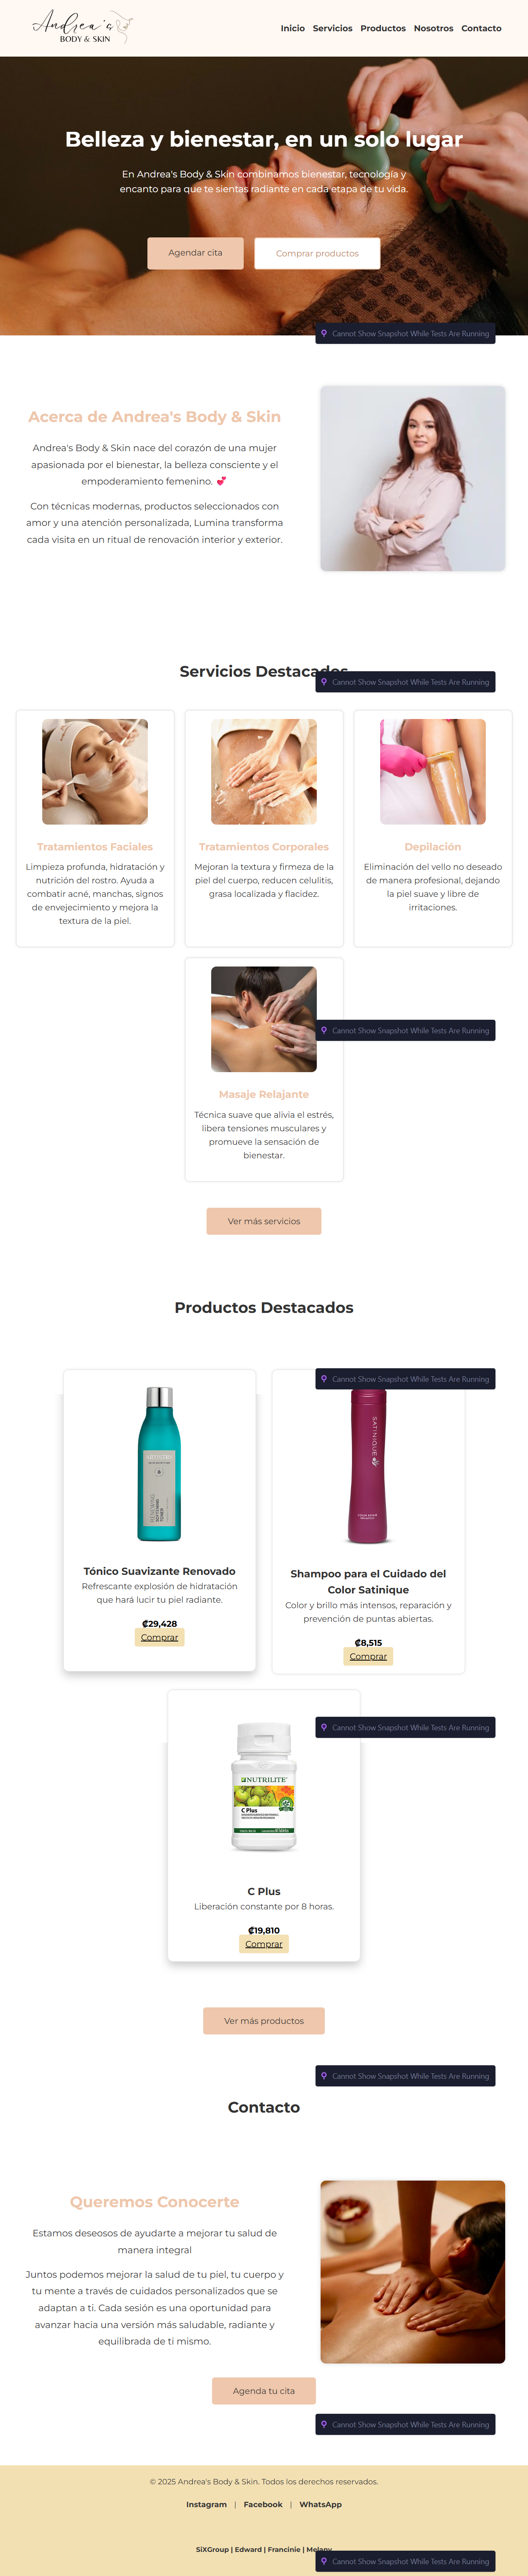 Andrea's
BODY & SKIN
Inicio Servicios Productos Nosotros Contacto
Belleza y bienestar, en un solo lugar
En Andrea's Body & Skin combinamos bienestar, tecnología y
encanto para que te sientas radiante en cada etapa de tu vida.
Agendar cita
Comprar productos
Cannot Show Snapshot While Tests Are Running
Acerca de Andrea's Body & Skin
Andrea's Body & Skin nace del corazón de una mujer
apasionada por el bienestar, la belleza consciente y el
empoderamiento femenino. 💕
Con técnicas modernas, productos seleccionados con
amor y una atención personalizada, Lumina transforma
cada visita en un ritual de renovación interior y exterior.
Servicios Destacados
Cannot Show Snapshot While Tests Are Running
Tratamientos Faciales
Limpieza profunda, hidratación y
nutrición del rostro. Ayuda a
combatir acné, manchas, signos
de envejecimiento y mejora la
textura de la piel.
Tratamientos Corporales
Mejoran la textura y firmeza de la
piel del cuerpo, reducen celulitis,
grasa localizada y flacidez.
Depilación
Eliminación del vello no deseado
de manera profesional, dejando
la piel suave y libre de
irritaciones.
Cannot Show Snapshot While Tests Are Running
Masaje Relajante
Técnica suave que alivia el estrés,
libera tensiones musculares y
promueve la sensación de
bienestar.
Ver más servicios
Productos Destacados
Cannot Show Snapshot While Tests Are Running
ARTISTRY
RENEWING
SOFTENING
TONER
Tónico Suavizante Renovado
Refrescante explosión de hidratación
que hará lucir tu piel radiante.
₡29,428
Comprar
SATINIQUE
Shampoo para el Cuidado del
Color Satinique
Color y brillo más intensos, reparación y
prevención de puntas abiertas.
₡8,515
Comprar
Cannot Show Snapshot While Tests Are Running
NUTRILITE
C Plus
C Plus
Liberación constante por 8 horas.
₡19,810
Comprar
Ver más productos
Cannot Show Snapshot While Tests Are Running
Contacto
Queremos Conocerte
Estamos deseosos de ayudarte a mejorar tu salud de
manera integral
Juntos podemos mejorar la salud de tu piel, tu cuerpo y
tu mente a través de cuidados personalizados que se
adaptan a ti. Cada sesión es una oportunidad para
avanzar hacia una versión más saludable, radiante y
equilibrada de ti mismo.
Agenda tu cita
Cannot Show Snapshot While Tests Are Running
© 2025 Andrea's Body & Skin. Todos los derechos reservados.
Instagram | Facebook | WhatsApp
SiXGroup | Edward | Francinie | Melany
Cannot Show Snapshot While Tests Are Running